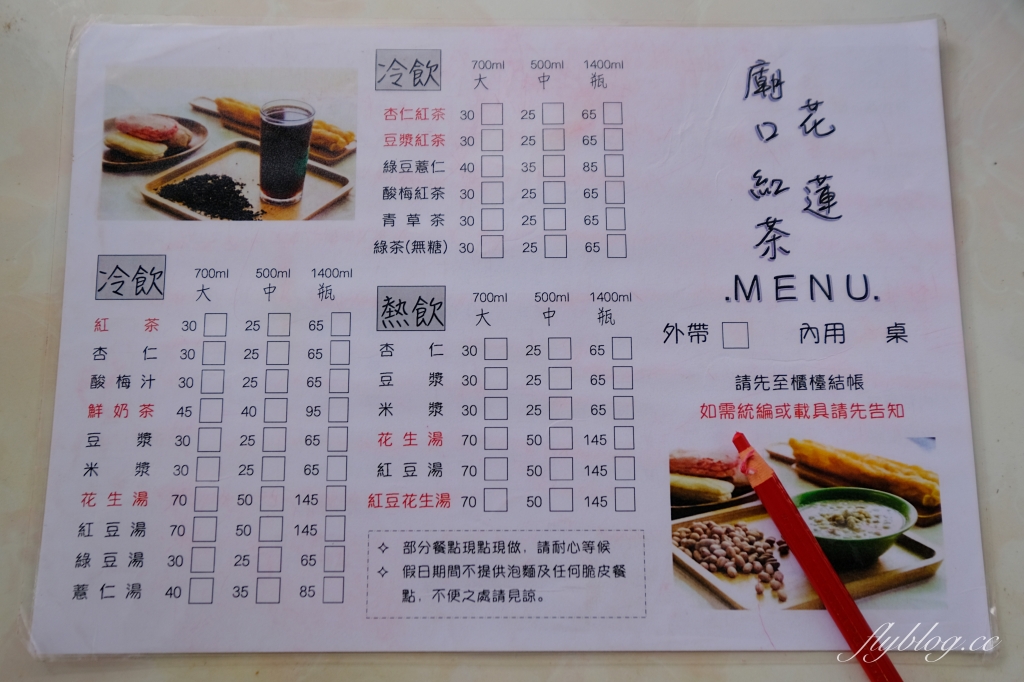 冷飲 700ml 500ml 1400ml
大 中 瓶
紅茶 30 25 65
杏仁 30 25 65
酸梅汁 30 25 65
鮮奶茶 45 40 95
豆漿 30 25 65
米漿 30 25 65
花生湯 70 50 145
紅豆湯 70 50 145
綠豆湯 30 25 65
薏仁湯 40 35 85
冷飲 700ml 500ml 1400ml
大 中 瓶
杏仁紅茶 30 25 65
豆漿紅茶 30 25 65
綠豆薏仁 40 35 85
酸梅紅茶 30 25 65
青草茶 30 25 65
綠茶(無糖) 30 25 65
熱飲 700ml 500ml 1400ml
大 中 瓶
杏仁 30 25 65
豆漿 30 25 65
米漿 30 25 65
花生湯 70 50 145
紅豆湯 70 50 145
紅豆花生湯 70 50 145
✧ 部分餐點現點現做，請耐心等候
✧ 假日期間不提供泡麵及任何脆皮餐
點，不便之處請見諒。
花蓮
廟口紅茶
.MENU.
外帶 內用 桌
請先至櫃檯結帳
如需統編或載具請先告知
flyblog.cc